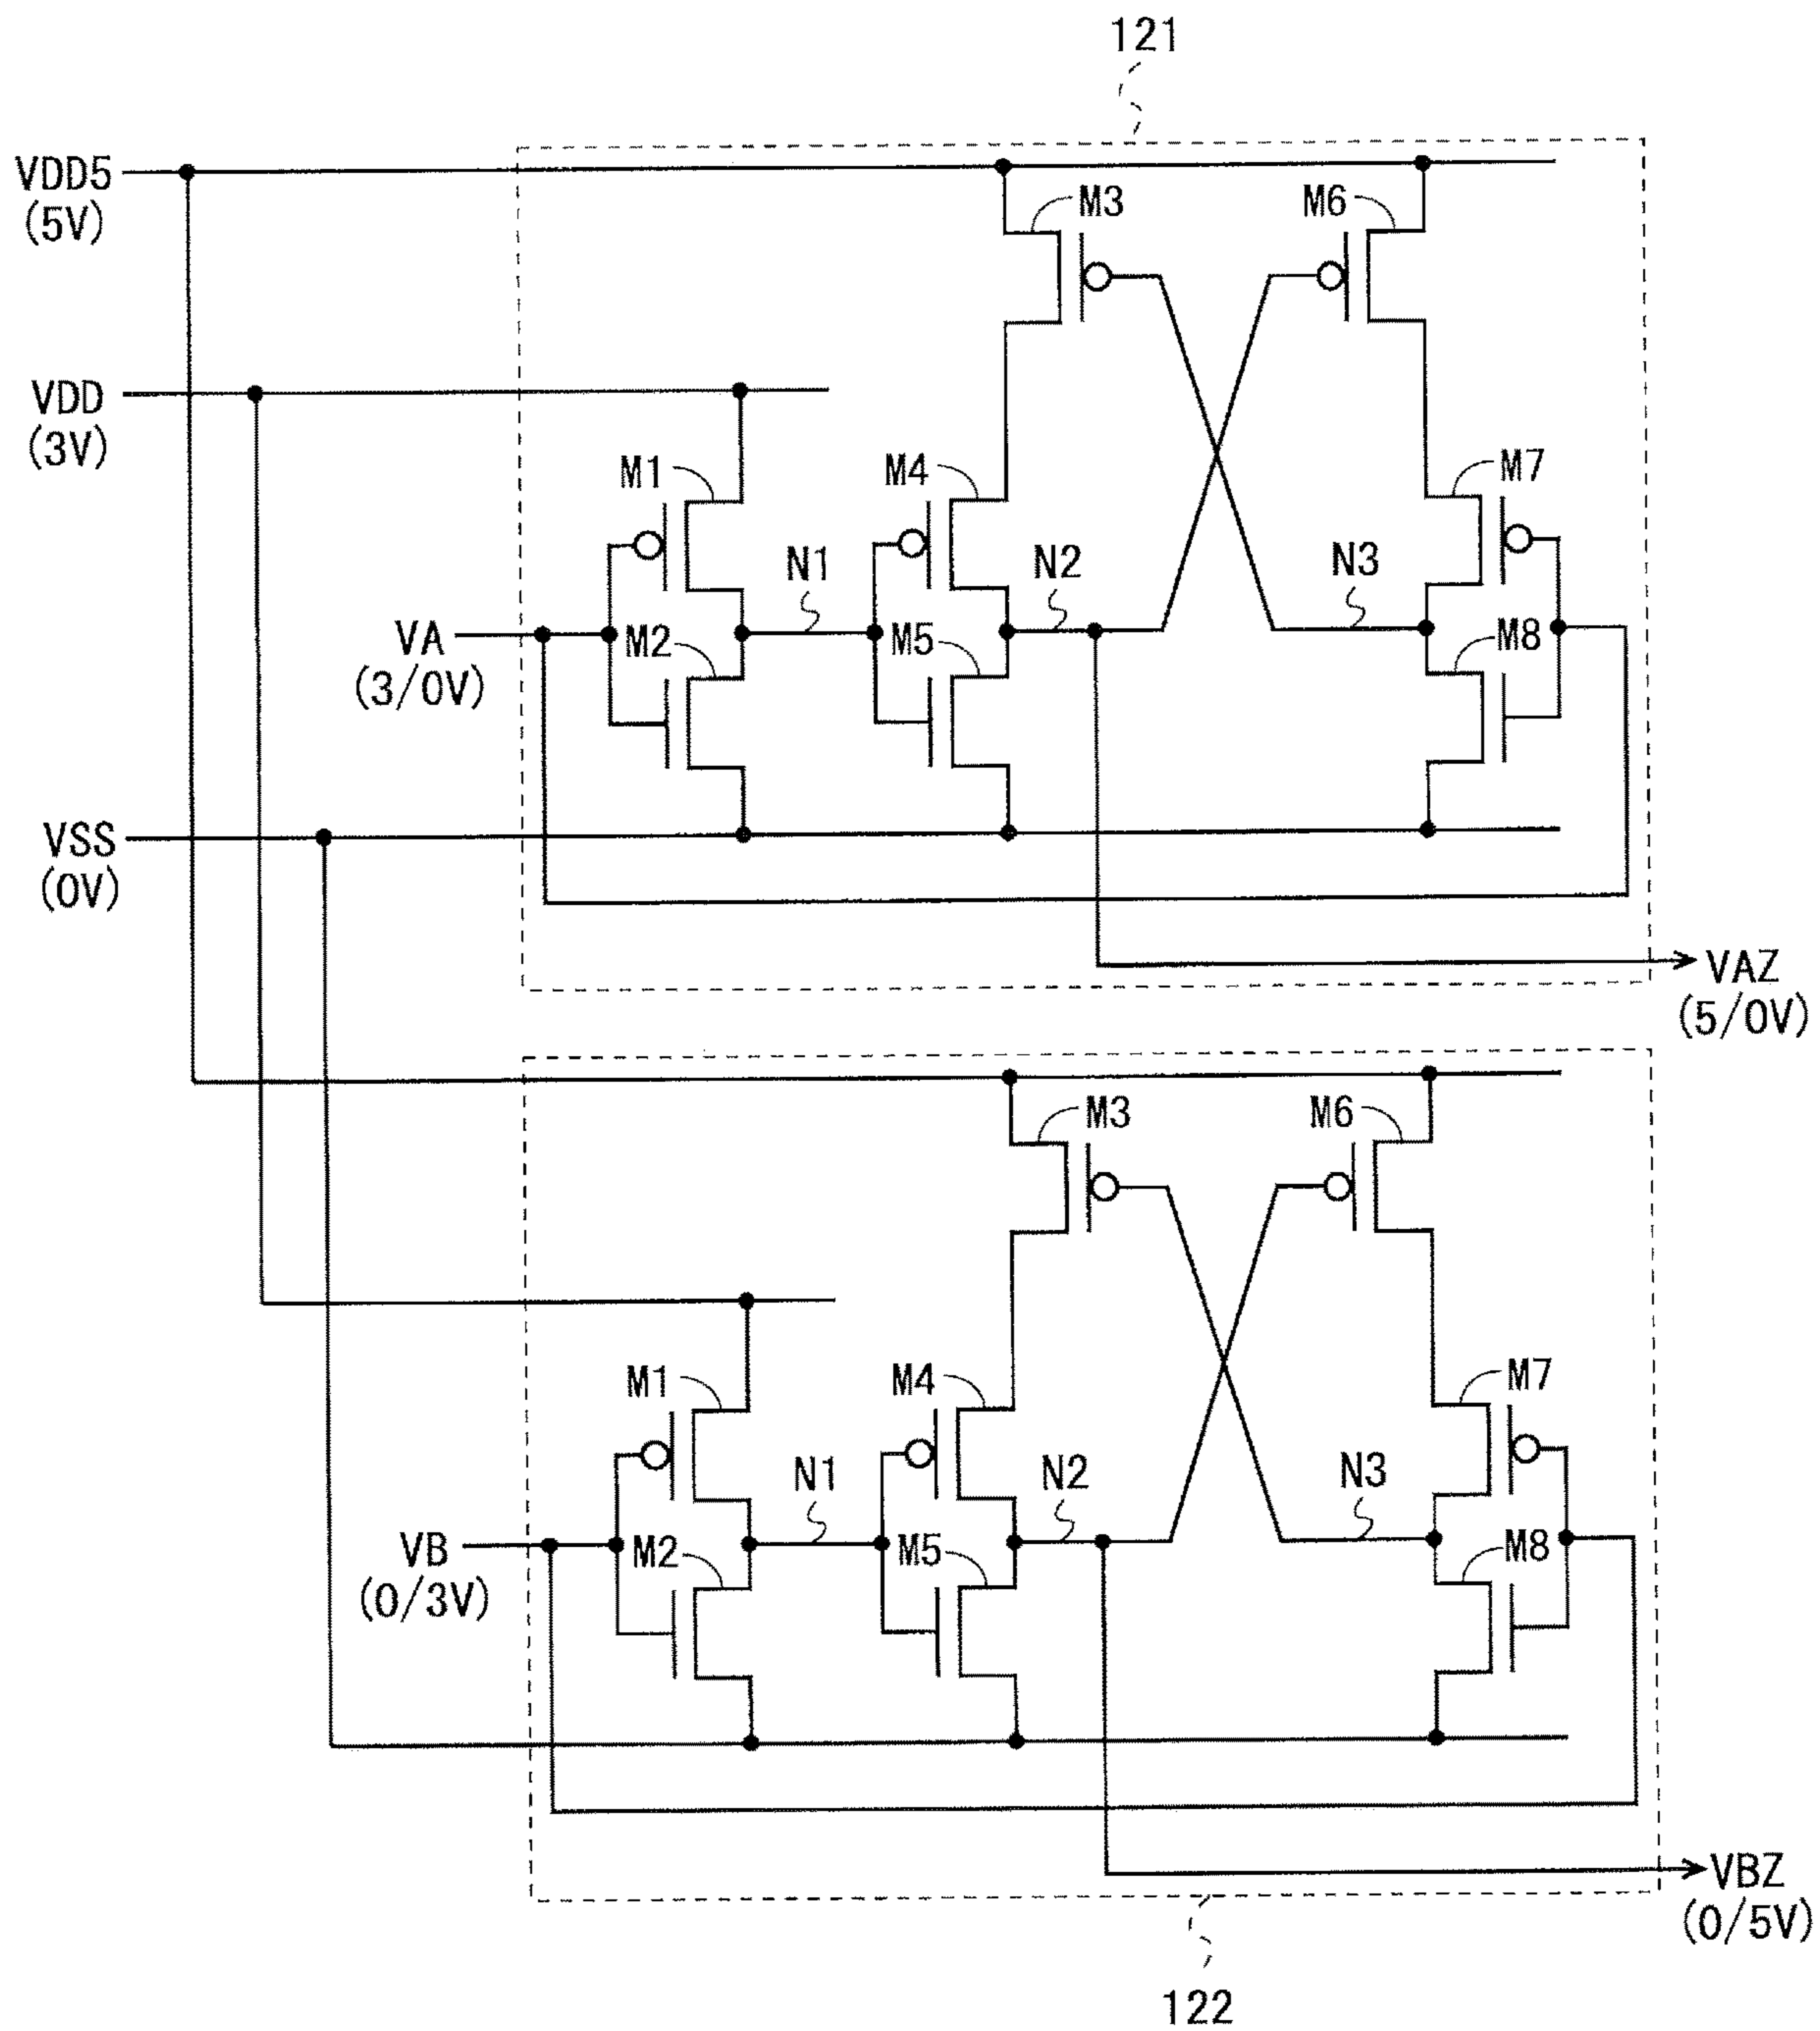 121
VDD5
(5V)
M3
M6
VDD
(3V)
M1
M4
M7
N1
N2
N3
VA
(3/0V)
M2
M5
M8
VSS
(0V)
VAZ
(5/0V)
M3
M6
M1
M4
M7
N1
N2
N3
VB
(0/3V)
M2
M5
M8
VBZ
(0/5V)
122